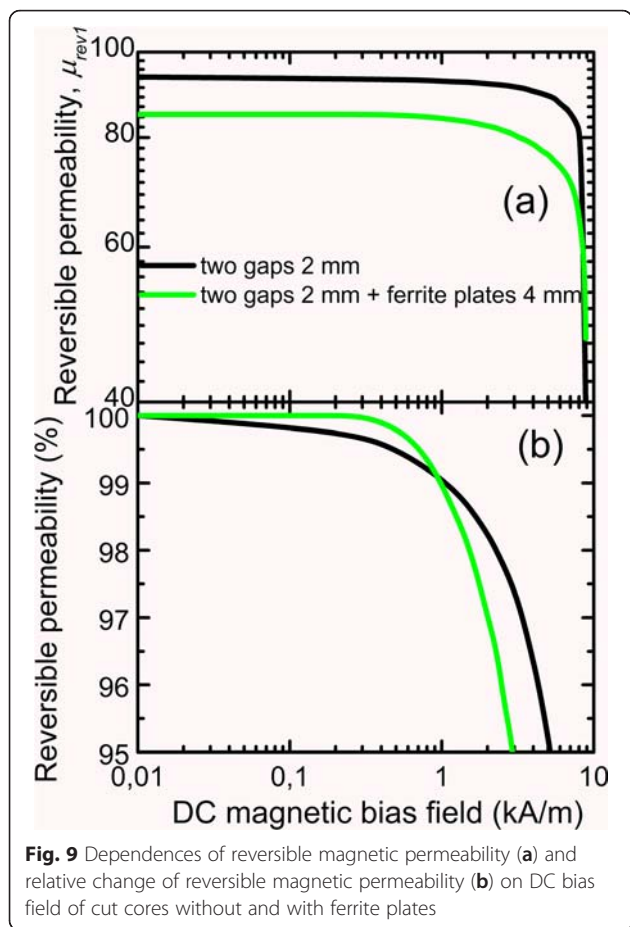 Reversible permeability, μrev1
100
80
60
40
(a)
two gaps 2 mm
two gaps 2 mm + ferrite plates 4 mm
Reversible permeability (%)
100
99
98
97
96
95
(b)
0,01 0,1 1 10
DC magnetic bias field (kA/m)
Fig. 9 Dependences of reversible magnetic permeability (a) and
relative change of reversible magnetic permeability (b) on DC bias
field of cut cores without and with ferrite plates